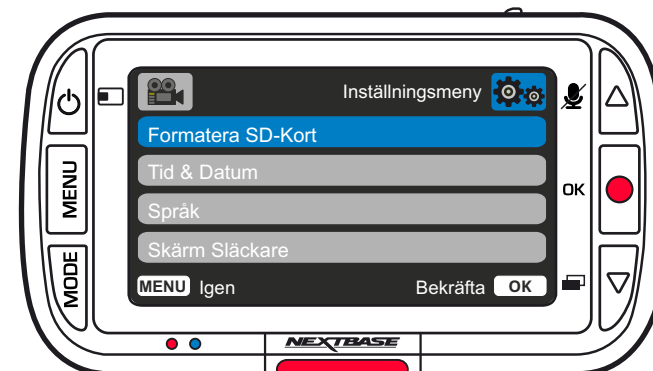 Inställningsmeny
Formatera SD-Kort
Tid & Datum
Språk
Skärm Släckare
MENU Igen
Bekräfta OK
MENU
MODE
OK
NEXTBASE